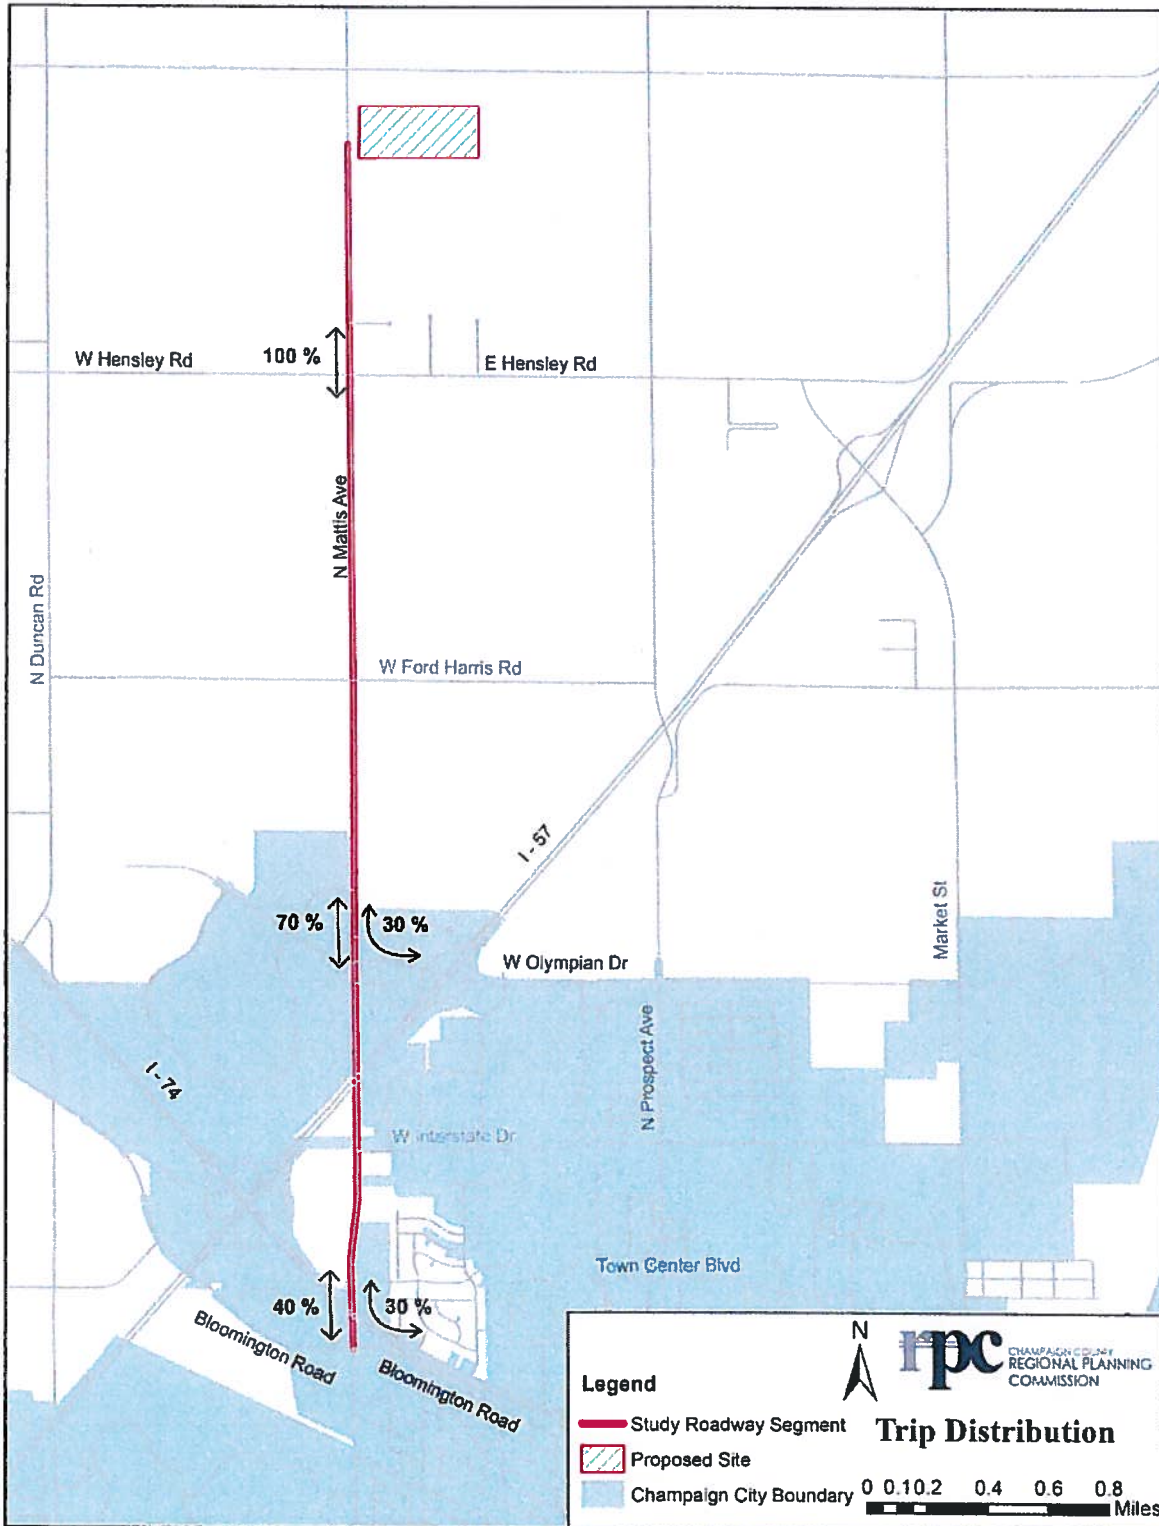 W Hensley Rd
100 %
E Hensley Rd
N Mattis Ave
N Duncan Rd
W Ford Harris Rd
I - 57
70 %
30 %
W Olympian Dr
Market St
N Prospect Ave
I - 74
W Interstate Dr
Town Center Blvd
40 %
30 %
Bloomington Road
Bloomington Road
N
rpc
CHAMPAIGN COUNTY
REGIONAL PLANNING
COMMISSION
Legend
Study Roadway Segment
Proposed Site
Champaign City Boundary
Trip Distribution
0 0.1 0.2 0.4 0.6 0.8
Miles